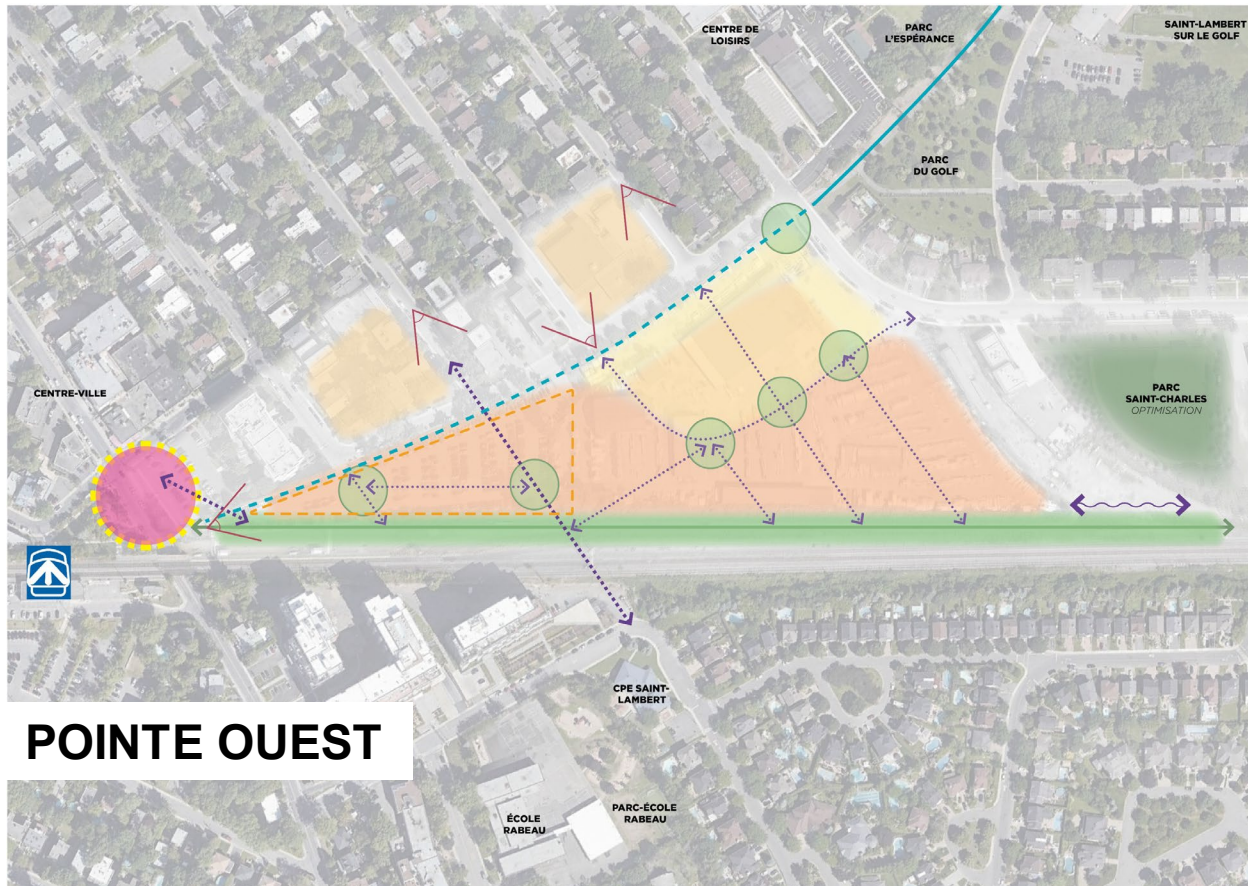 CENTRE DE
LOISIRS
PARC
L'ESPÉRANCE
SAINT-LAMBERT
SUR LE GOLF
PARC
DU GOLF
CENTRE-VILLE
PARC
SAINT-CHARLES
OPTIMISATION
CPE SAINT-
LAMBERT
POINTE OUEST
ÉCOLE
RABEAU
PARC-ÉCOLE
RABEAU